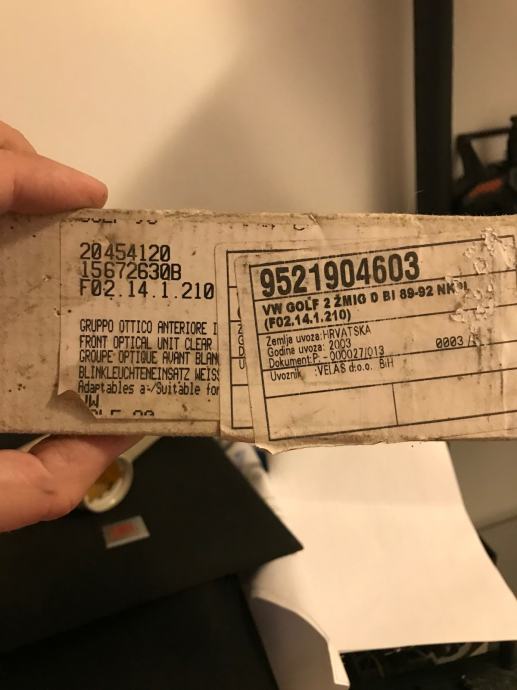 20454120
15672630B
F02.14.1.210
GRUPPO OTTICO ANTERIORE
FRONT OPTICAL UNIT CLEAR
GROUPE OPTIQUE AVANT BLAN
BLINKLEUCHTENEINSATZ WEISS
Adaptables a-/Suitable for
VW
9521904603
VW GOLF 2 ŽMIG D BI 89-92
(F02.14.1.210)
Zemlja uvoza:HRVATSKA
Godina uvoza: 2003
0003 /
Dokument:P - 000027/013
Uvoznik :VELAS d.o.o. BIH